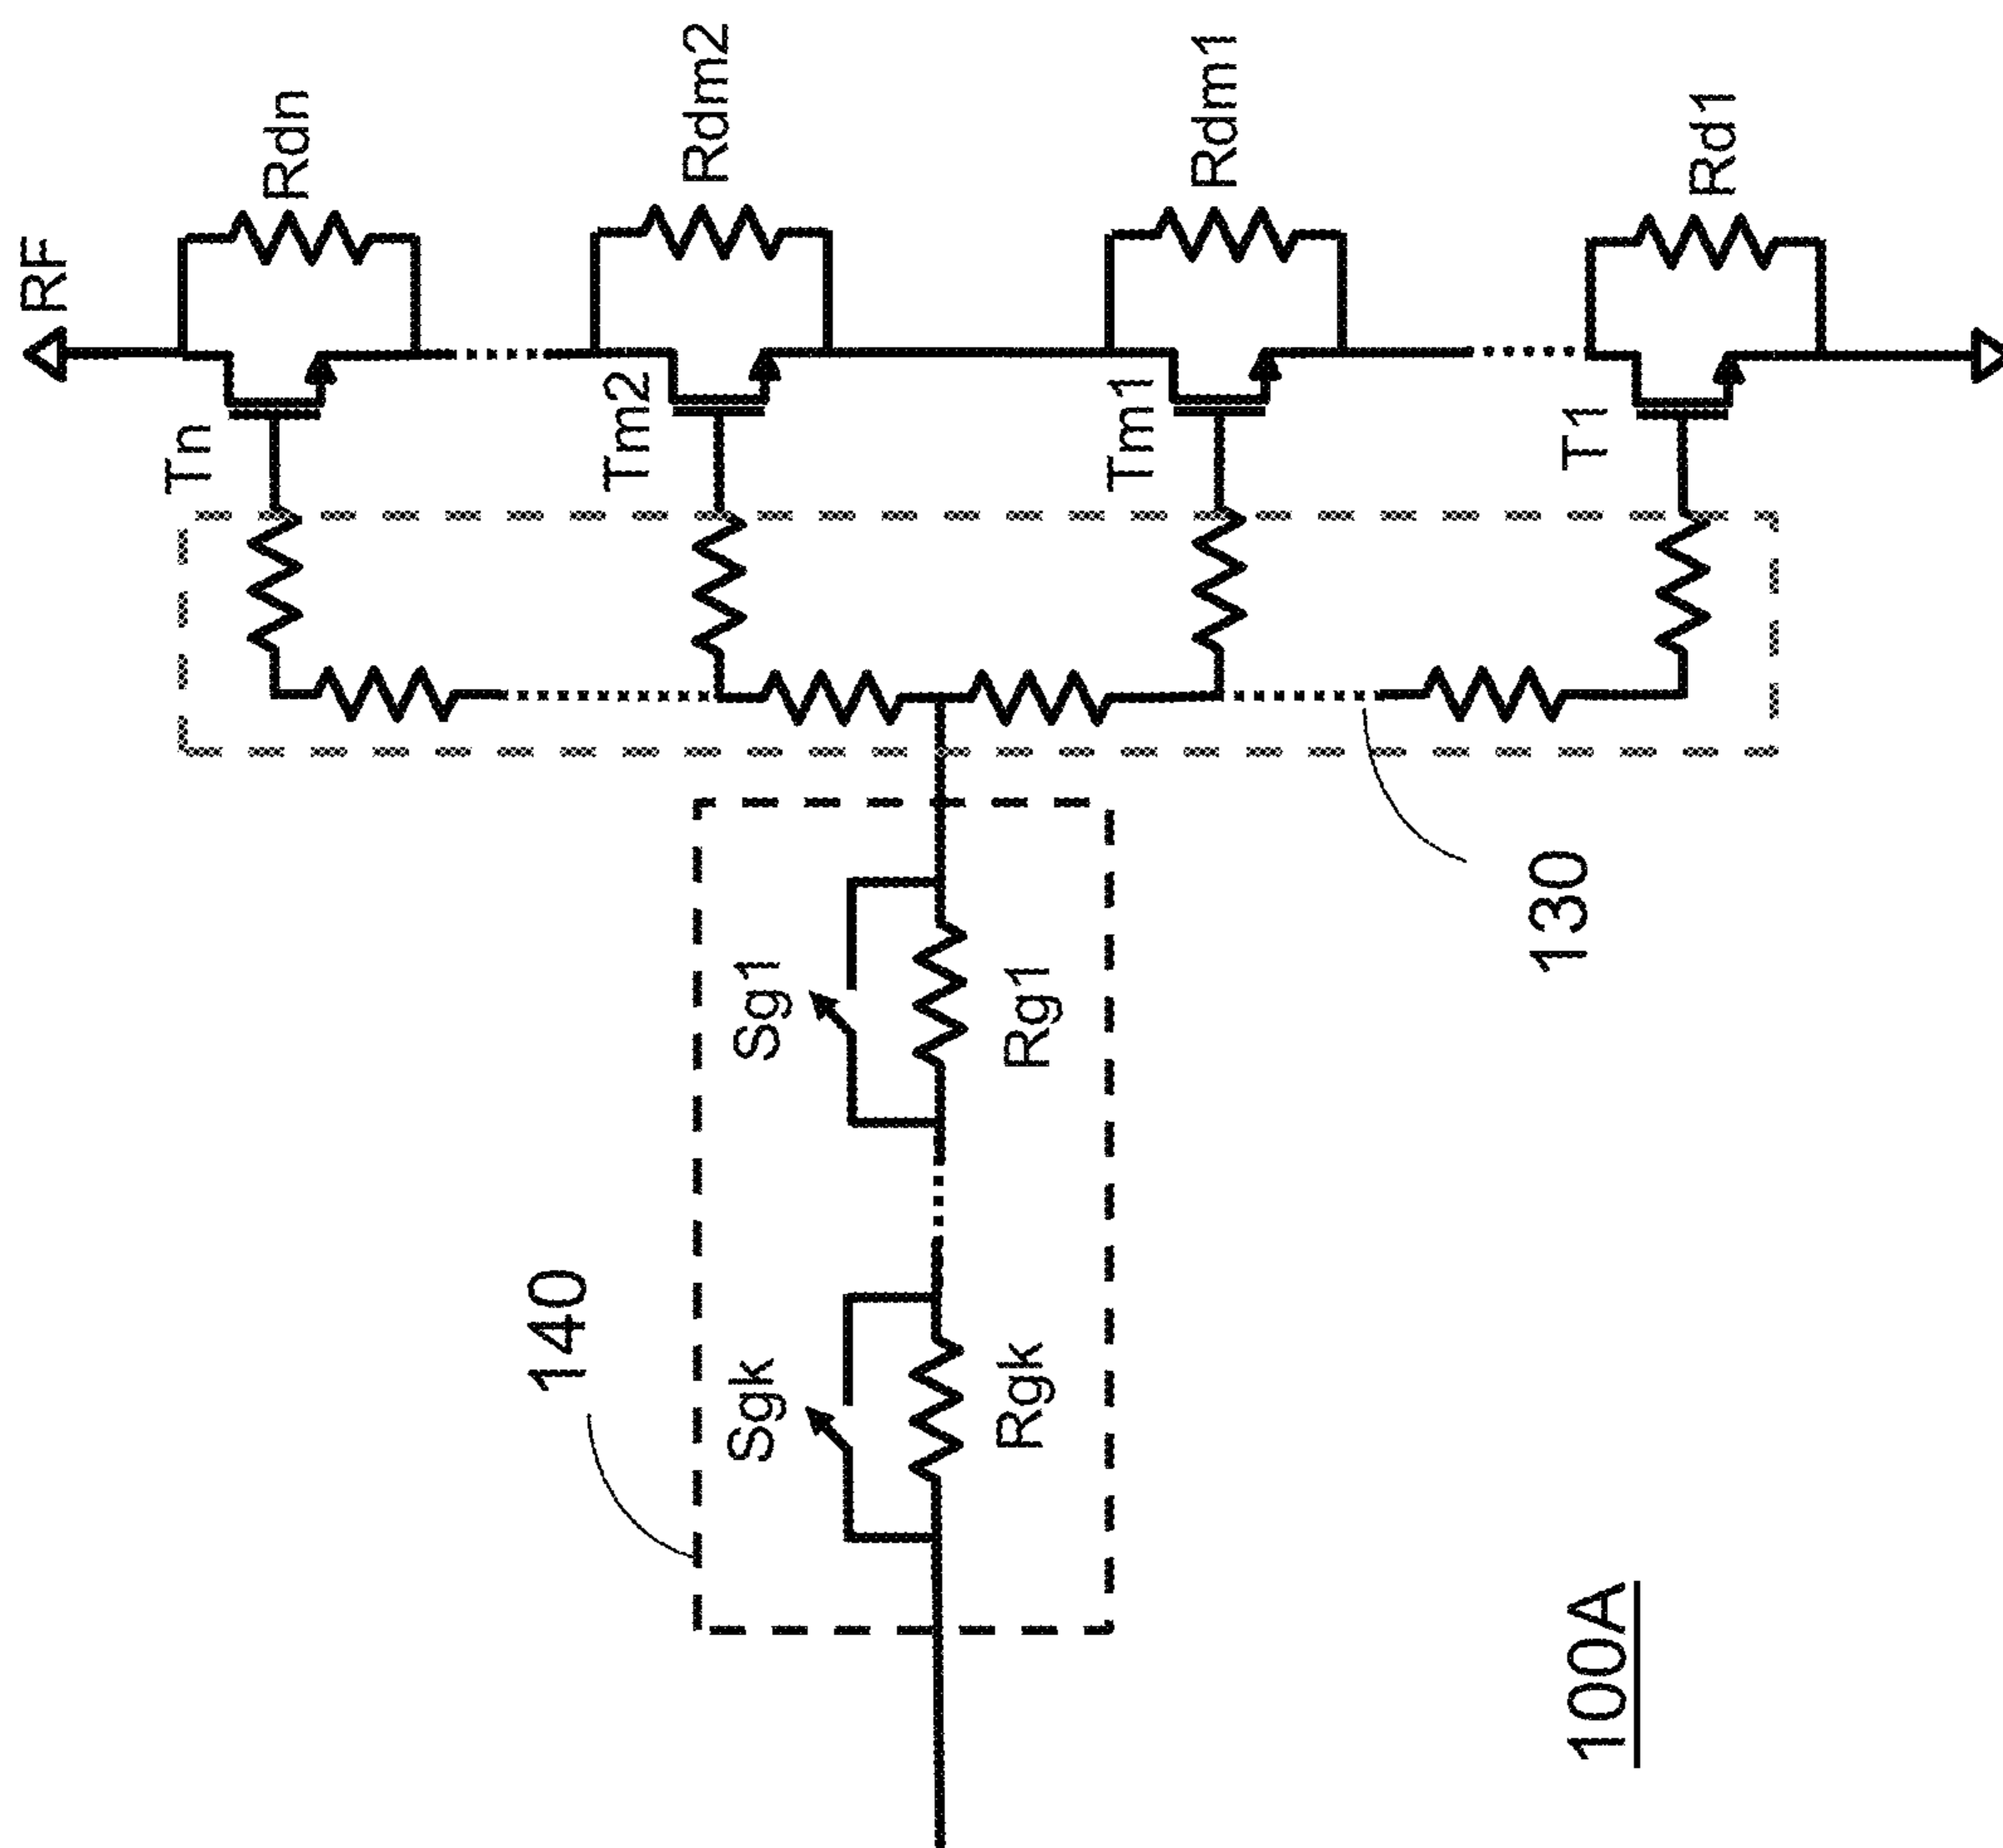 RF
Tn
Rdn
Tm2
Rdm2
Tm1
Rdm1
T1
Rd1
130
140
Sg1
Rg1
Sgk
Rgk
100A